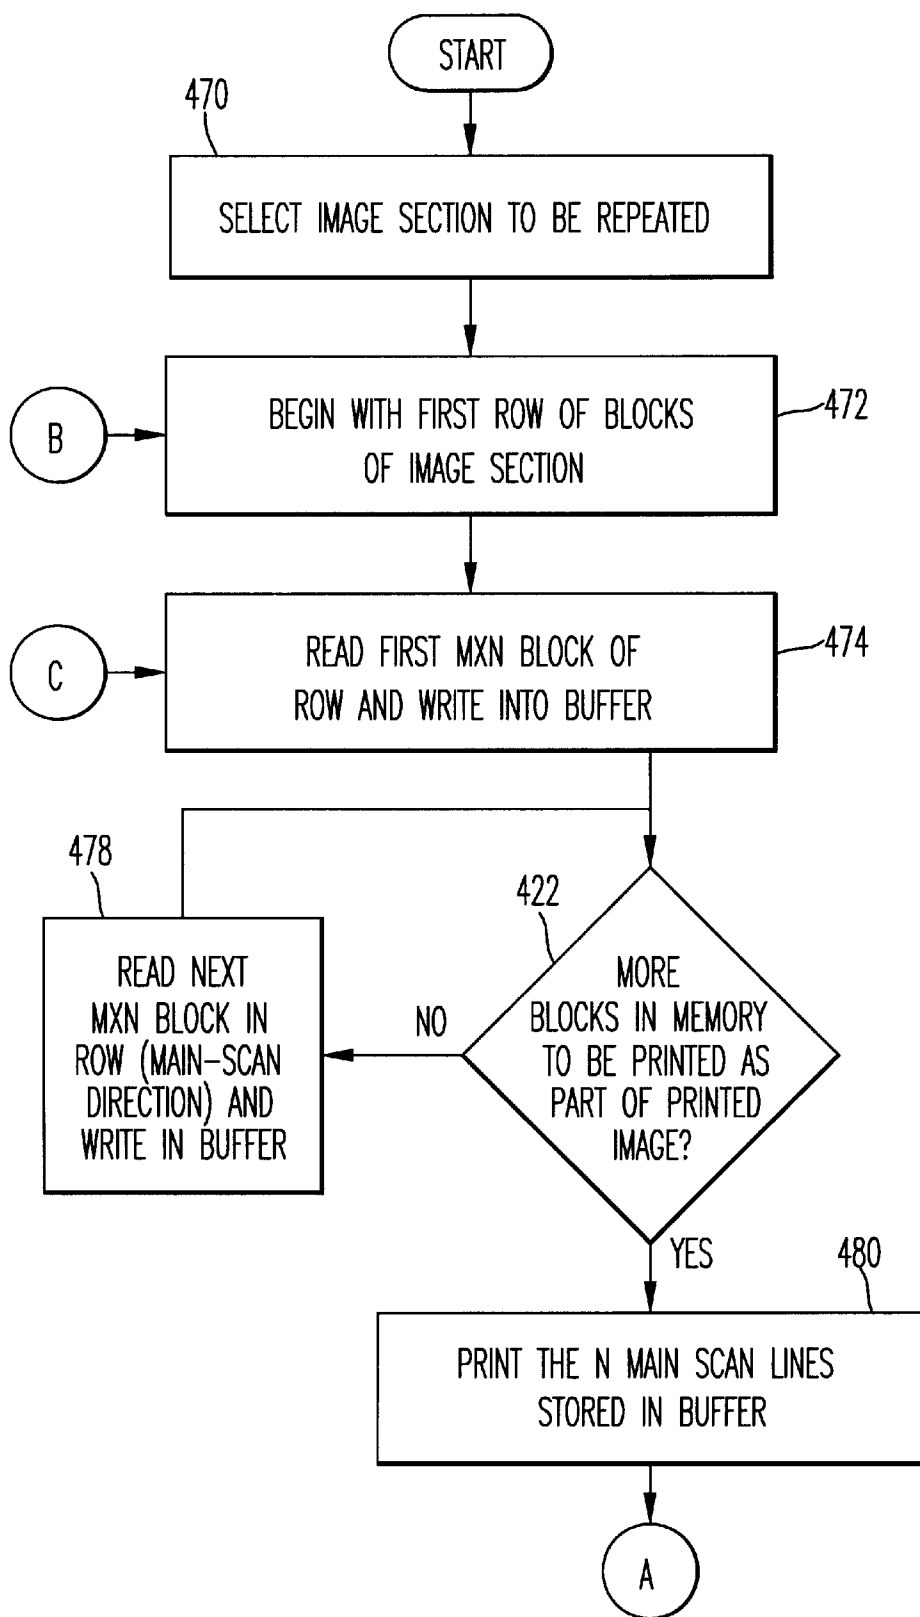 START
470
SELECT IMAGE SECTION TO BE REPEATED
B
BEGIN WITH FIRST ROW OF BLOCKS
OF IMAGE SECTION
472
C
READ FIRST MXN BLOCK OF
ROW AND WRITE INTO BUFFER
474
478
READ NEXT
MXN BLOCK IN
ROW (MAIN-SCAN
DIRECTION) AND
WRITE IN BUFFER
NO
422
MORE
BLOCKS IN MEMORY
TO BE PRINTED AS
PART OF PRINTED
IMAGE?
YES
480
PRINT THE N MAIN SCAN LINES
STORED IN BUFFER
A